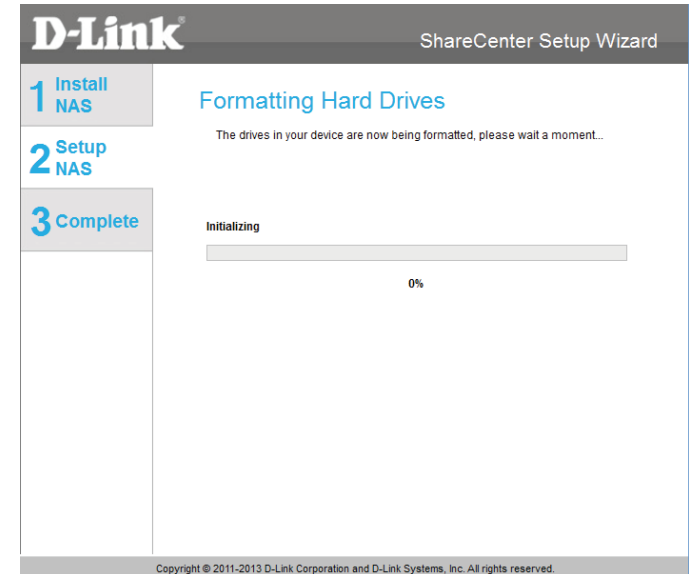 D-Link®
ShareCenter Setup Wizard
1 Install
NAS
2 Setup
NAS
3 Complete
Formatting Hard Drives
The drives in your device are now being formatted, please wait a moment...
Initializing
0%
Copyright © 2011-2013 D-Link Corporation and D-Link Systems, Inc. All rights reserved.